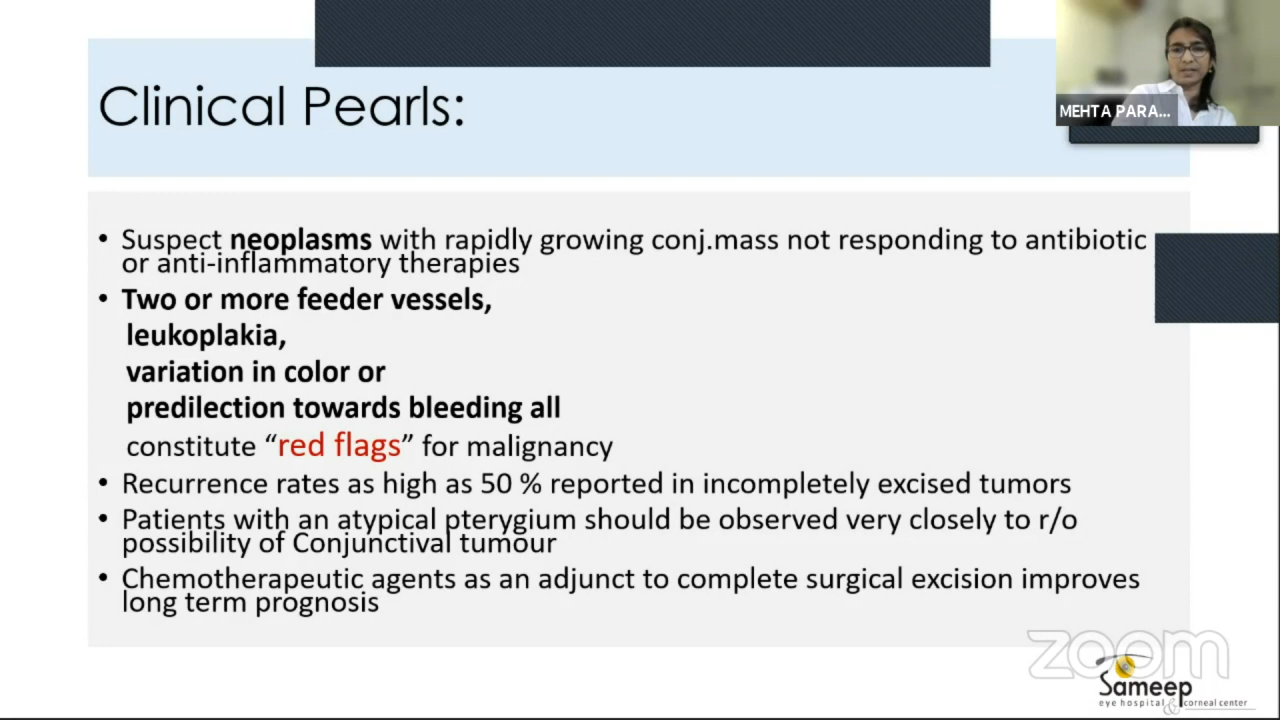 Clinical Pearls:
MEHTA PARA...
• Suspect neoplasms with rapidly growing conj.mass not responding to antibiotic
or anti-inflammatory therapies
• Two or more feeder vessels,
leukoplakia,
variation in color or
predilection towards bleeding all
constitute “red flags” for malignancy
• Recurrence rates as high as 50 % reported in incompletely excised tumors
• Patients with an atypical pterygium should be observed very closely to r/o
possibility of Conjunctival tumour
• Chemotherapeutic agents as an adjunct to complete surgical excision improves
long term prognosis
zoom
Sameep
eye hospital & corneal center